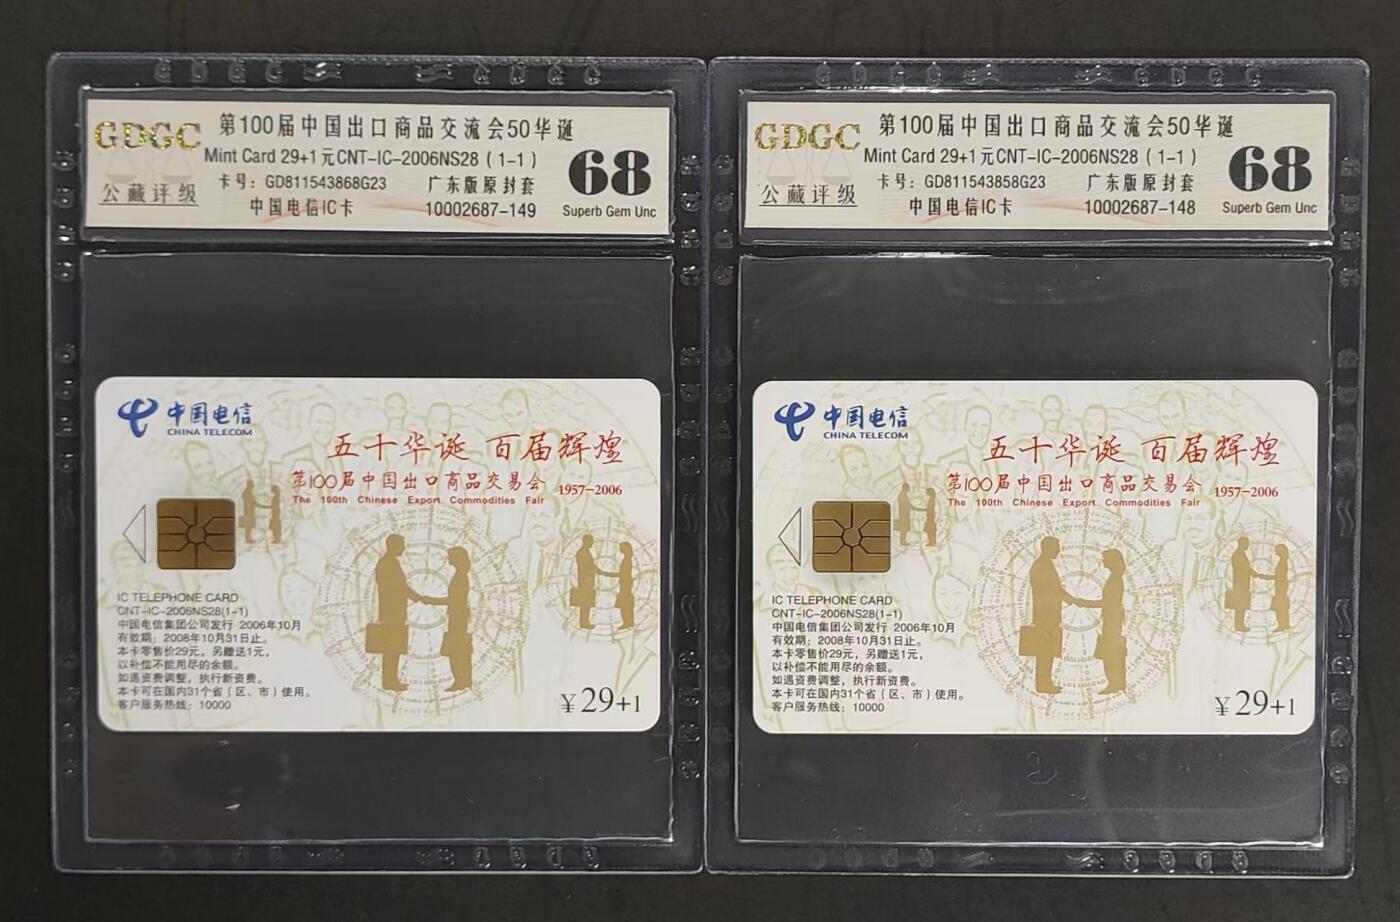 GDGC
公藏评级
第100届中国出口商品交流会50华诞
Mint Card 29+1元CNT-IC-2006NS28（1-1）
卡号：GD811543868G23 广东版原封套
中国电信IC卡 10002687-149
68
Superb Gem Unc
中国电信
CHINA TELECOM
五十华诞 百届辉煌
第100届中国出口商品交易会 1957-2006
The 100th Chinese Export Commodities Fair
IC TELEPHONE CARD
CNT-IC-2006NS28(1-1)
中国电信集团公司发行 2006年10月
有效期：2008年10月31日止。
本卡零售价29元，另赠送1元，
以补偿不能用尽的余额。
如遇资费调整，执行新资费。
本卡可在国内31个省（区、市）使用。
客户服务热线：10000
¥29+1
GDGC
公藏评级
第100届中国出口商品交流会50华诞
Mint Card 29+1元CNT-IC-2006NS28（1-1）
卡号：GD811543858G23 广东版原封套
中国电信IC卡 10002687-148
68
Superb Gem Unc
中国电信
CHINA TELECOM
五十华诞 百届辉煌
第100届中国出口商品交易会 1957-2006
The 100th Chinese Export Commodities Fair
IC TELEPHONE CARD
CNT-IC-2006NS28(1-1)
中国电信集团公司发行 2006年10月
有效期：2008年10月31日止。
本卡零售价29元，另赠送1元，
以补偿不能用尽的余额。
如遇资费调整，执行新资费。
本卡可在国内31个省（区、市）使用。
客户服务热线：10000
¥29+1